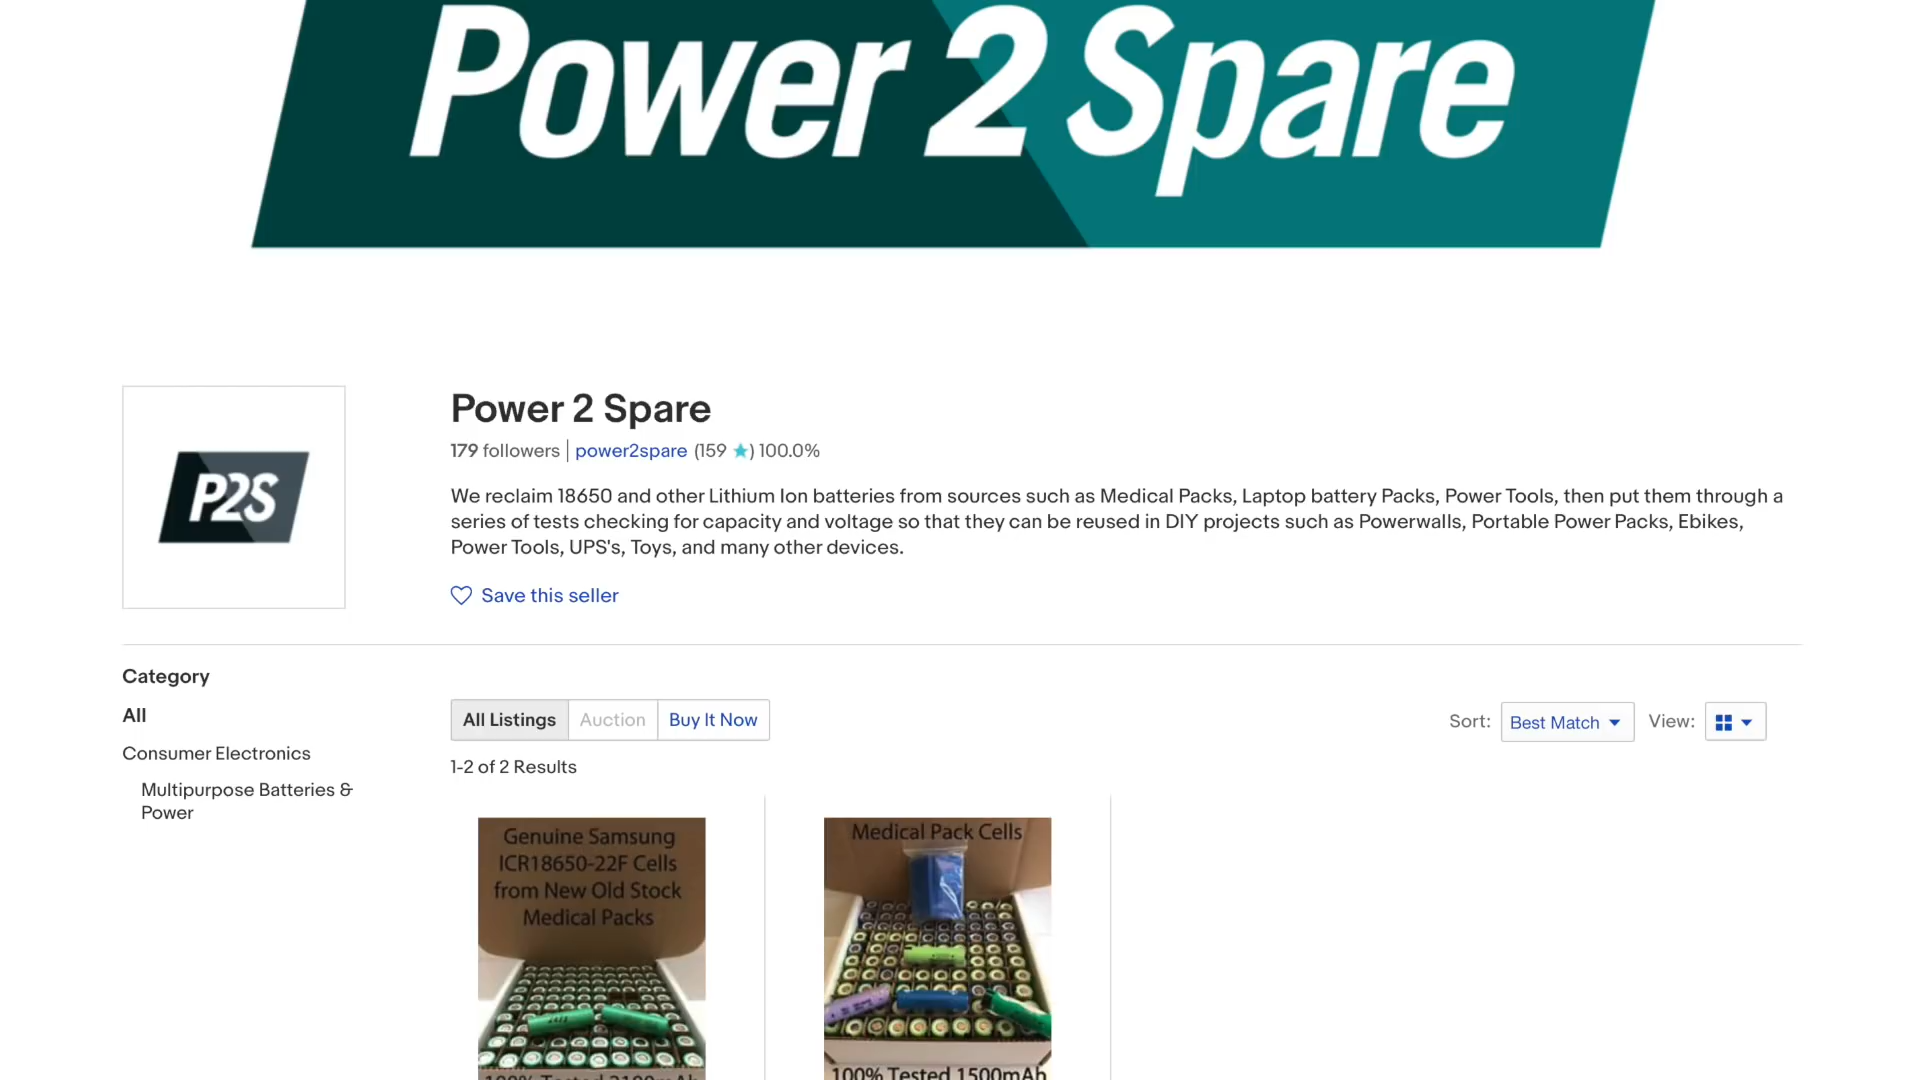 Power 2 Spare
P2S
Power 2 Spare
179 followers | power2spare (159 ★) 100.0%
We reclaim 18650 and other Lithium Ion batteries from sources such as Medical Packs, Laptop battery Packs, Power Tools, then put them through a
series of tests checking for capacity and voltage so that they can be reused in DIY projects such as Powerwalls, Portable Power Packs, Ebikes,
Power Tools, UPS's, Toys, and many other devices.
Save this seller
Category
All
Consumer Electronics
Multipurpose Batteries &
Power
All Listings
Auction
Buy It Now
Sort:
Best Match
View:
1-2 of 2 Results
Genuine Samsung
ICR18650-22F Cells
from New Old Stock
Medical Packs
100% Tested 2100mAh
Medical Pack Cells
100% Tested 1500mAh